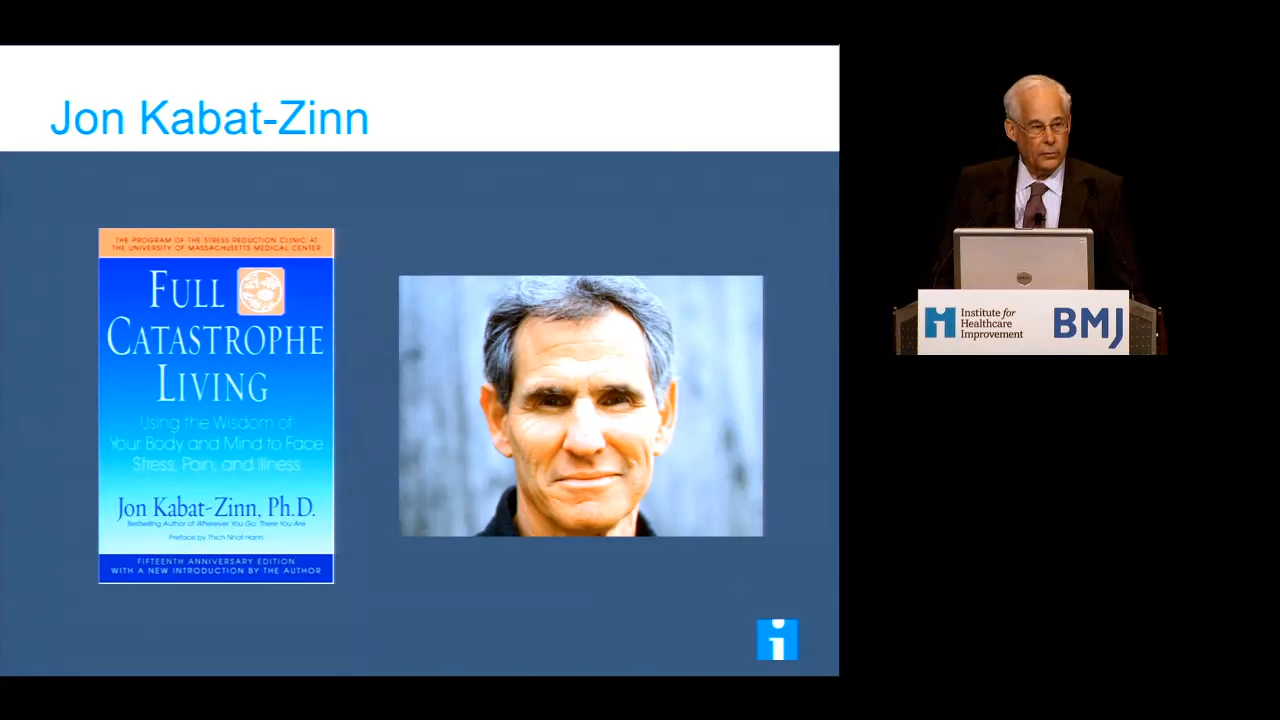 Jon Kabat-Zinn
THE PROGRAM OF THE STRESS REDUCTION CLINIC AT
THE UNIVERSITY OF MASSACHUSETTS MEDICAL CENTER
FULL
CATASTROPHE
LIVING
Using the Wisdom of
Your Body and Mind to Face
Stress, Pain, and Illness
Jon Kabat-Zinn, Ph.D.
Bestselling Author of Wherever You Go, There You Are
Preface by Thich Nhat Hanh
FIFTEENTH ANNIVERSARY EDITION
WITH A NEW INTRODUCTION BY THE AUTHOR
i
DELL
Institute for
Healthcare
Improvement
BMJ